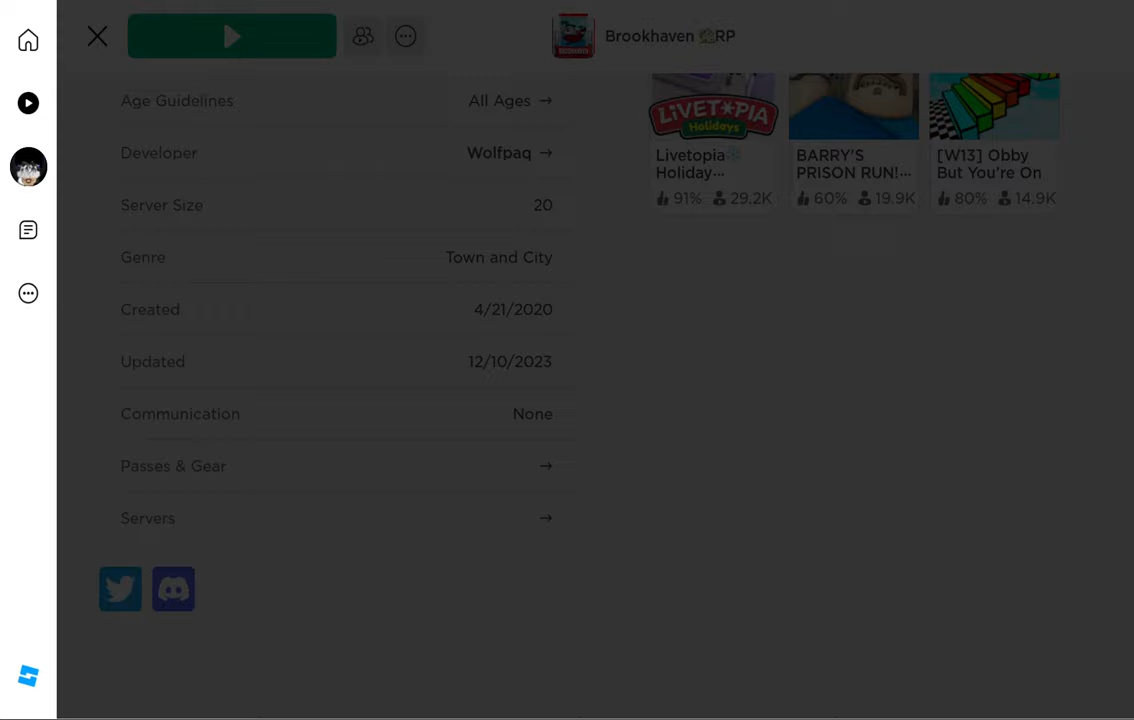 Brookhaven 🏡RP
Age Guidelines All Ages →
Developer Wolfpaq →
Server Size 20
Genre Town and City
Created 4/21/2020
Updated 12/10/2023
Communication None
Passes & Gear →
Servers →
LIVETOPIA
Holidays
Livetopia❄️
Holiday...
91% 29.2K
BARRY'S
PRISON RUN!...
60% 19.9K
[W13] Obby
But You're On
80% 14.9K